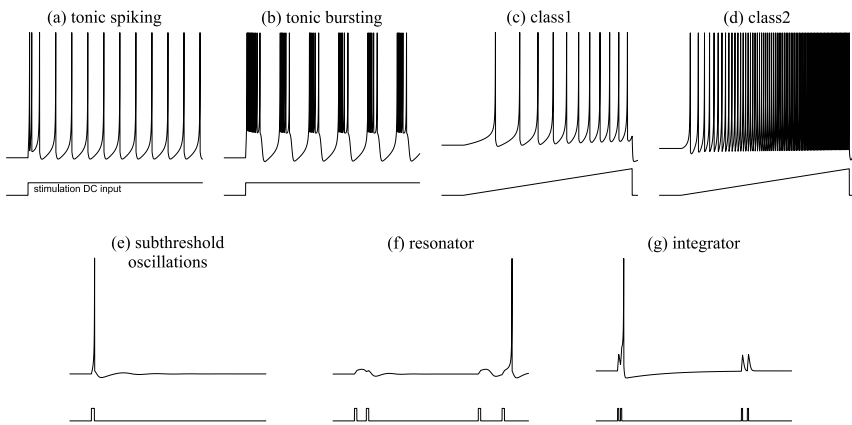 (a) tonic spiking
(b) tonic bursting
(c) class1
(d) class2
stimulation DC input
(e) subthreshold
oscillations
(f) resonator
(g) integrator